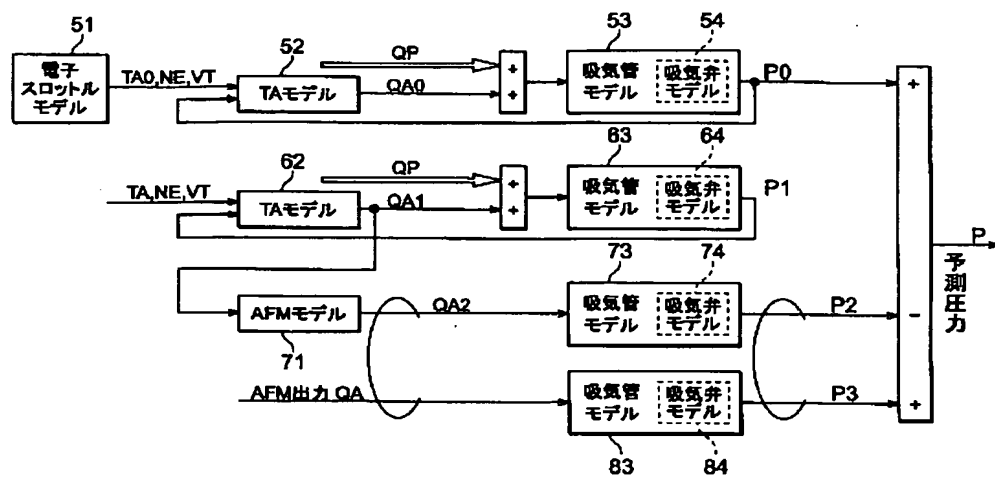 51
電子
スロットル
モデル
TA0,NE,VT
52
TAモデル
QP
QA0
+
+
53
吸気管
モデル
54
吸気弁
モデル
P0
+
62
TA,NE,VT
TAモデル
QP
QA1
+
+
63
吸気管
モデル
64
吸気弁
モデル
P1
P
予測圧力
AFMモデル
71
QA2
73
吸気管
モデル
74
吸気弁
モデル
P2
-
AFM出力 QA
吸気管
モデル
83
吸気弁
モデル
84
P3
+